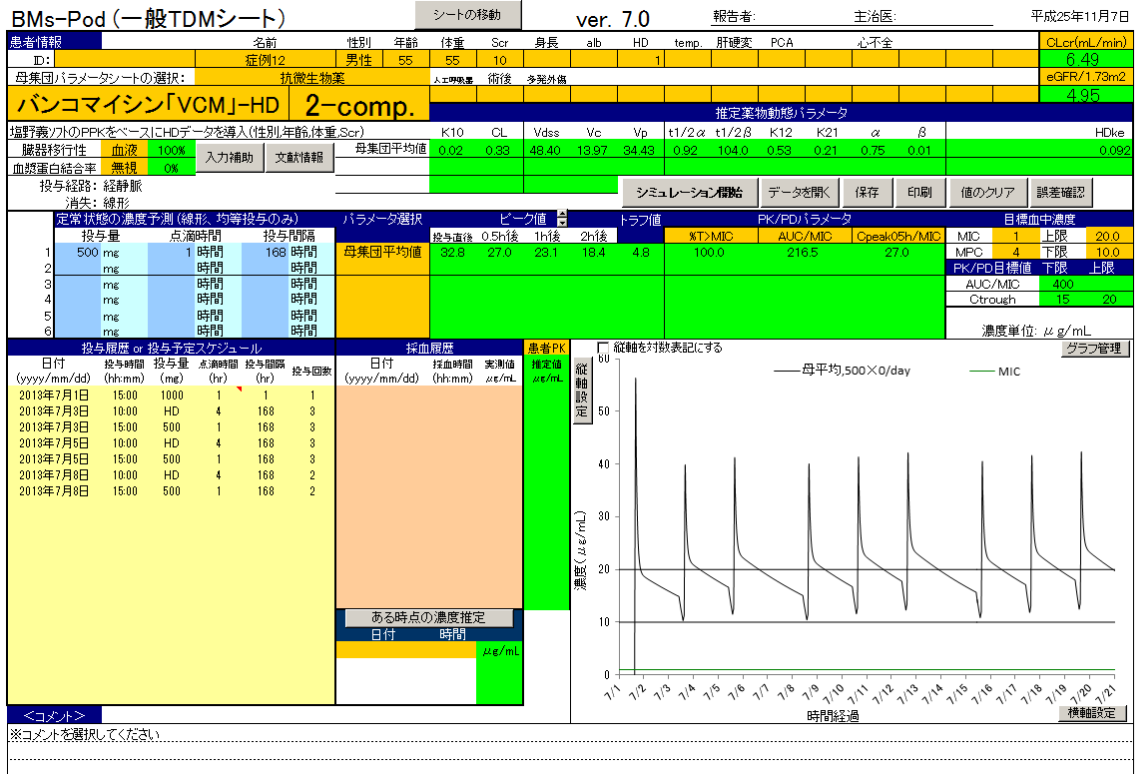 BMs-Pod (一般TDMシート) シートの移動 ver. 7.0 報告者: 主治医: 平成25年11月7日
患者情報 名前 性別 年齢 体重 Scr 身長 alb HD temp. 肝硬変 PCA 心不全 CLcr(mL/min)
ID: 症例12 男性 55 55 10 1 6.49
母集団パラメータシートの選択: 抗微生物薬 人工呼吸器 術後 多発外傷 eGFR/1.73m2
バンコマイシン「VCM」-HD 2-comp. 4.95
推定薬物動態パラメータ
塩野義ソフトのPPKをベースにHDデータを導入(性別,年齢,体重,Scr) K10 CL Vdss Vc Vp t1/2α t1/2β K12 K21 α β HDke
臓器移行性 血液 100% 入力補助 文献情報 母集団平均値 0.02 0.33 48.40 13.97 34.43 0.92 104.0 0.53 0.21 0.75 0.01 0.092
血漿蛋白結合率 無視 0%
投与経路: 経静脈 シミュレーション開始 データを開く 保存 印刷 値のクリア 誤差確認
消失: 線形
定常状態の濃度予測(線形、均等投与のみ) パラメータ選択 ピーク値 トラフ値 PK/PDパラメータ 目標血中濃度
投与量 点滴時間 投与間隔 投与直後 0.5h後 1h後 2h後 %T>MIC AUC/MIC Cpeak05h/MIC MIC 1 上限 20.0
1 500 mg 1 時間 168 時間 母集団平均値 32.8 27.0 23.1 18.4 4.8 100.0 216.5 27.0 MPC 4 下限 10.0
2 mg 時間 時間 PK/PD目標値 下限 上限
3 mg 時間 時間 AUC/MIC 400
4 mg 時間 時間 Ctrough 15 20
5 mg 時間 時間
6 mg 時間 時間 濃度単位: μg/mL
投与履歴 or 投与予定スケジュール 採血履歴 患者PK 縦軸を対数表記にする グラフ管理
日付 投与時間 投与量 点滴時間 投与間隔 投与回数 日付 採血時間 実測値 推定値
(yyyy/mm/dd) (hh:mm) (mg) (hr) (hr) (yyyy/mm/dd) (hh:mm) μg/mL μg/mL
2013年7月1日 15:00 1000 1 1 1
2013年7月3日 10:00 HD 4 168 3
2013年7月3日 15:00 500 1 168 3
2013年7月5日 10:00 HD 4 168 3
2013年7月5日 15:00 500 1 168 3
2013年7月8日 10:00 HD 4 168 2
2013年7月8日 15:00 500 1 168 2
ある時点の濃度推定
日付 時間
μg/mL
縦軸設定
母平均,500×0/day MIC
濃度(μg/mL)
60
50
40
30
20
10
0
7/1 7/2 7/3 7/4 7/5 7/6 7/7 7/8 7/9 7/10 7/11 7/12 7/13 7/14 7/15 7/16 7/17 7/18 7/19 7/20 7/21
時間経過 横軸設定
<コメント>
※コメントを選択してください